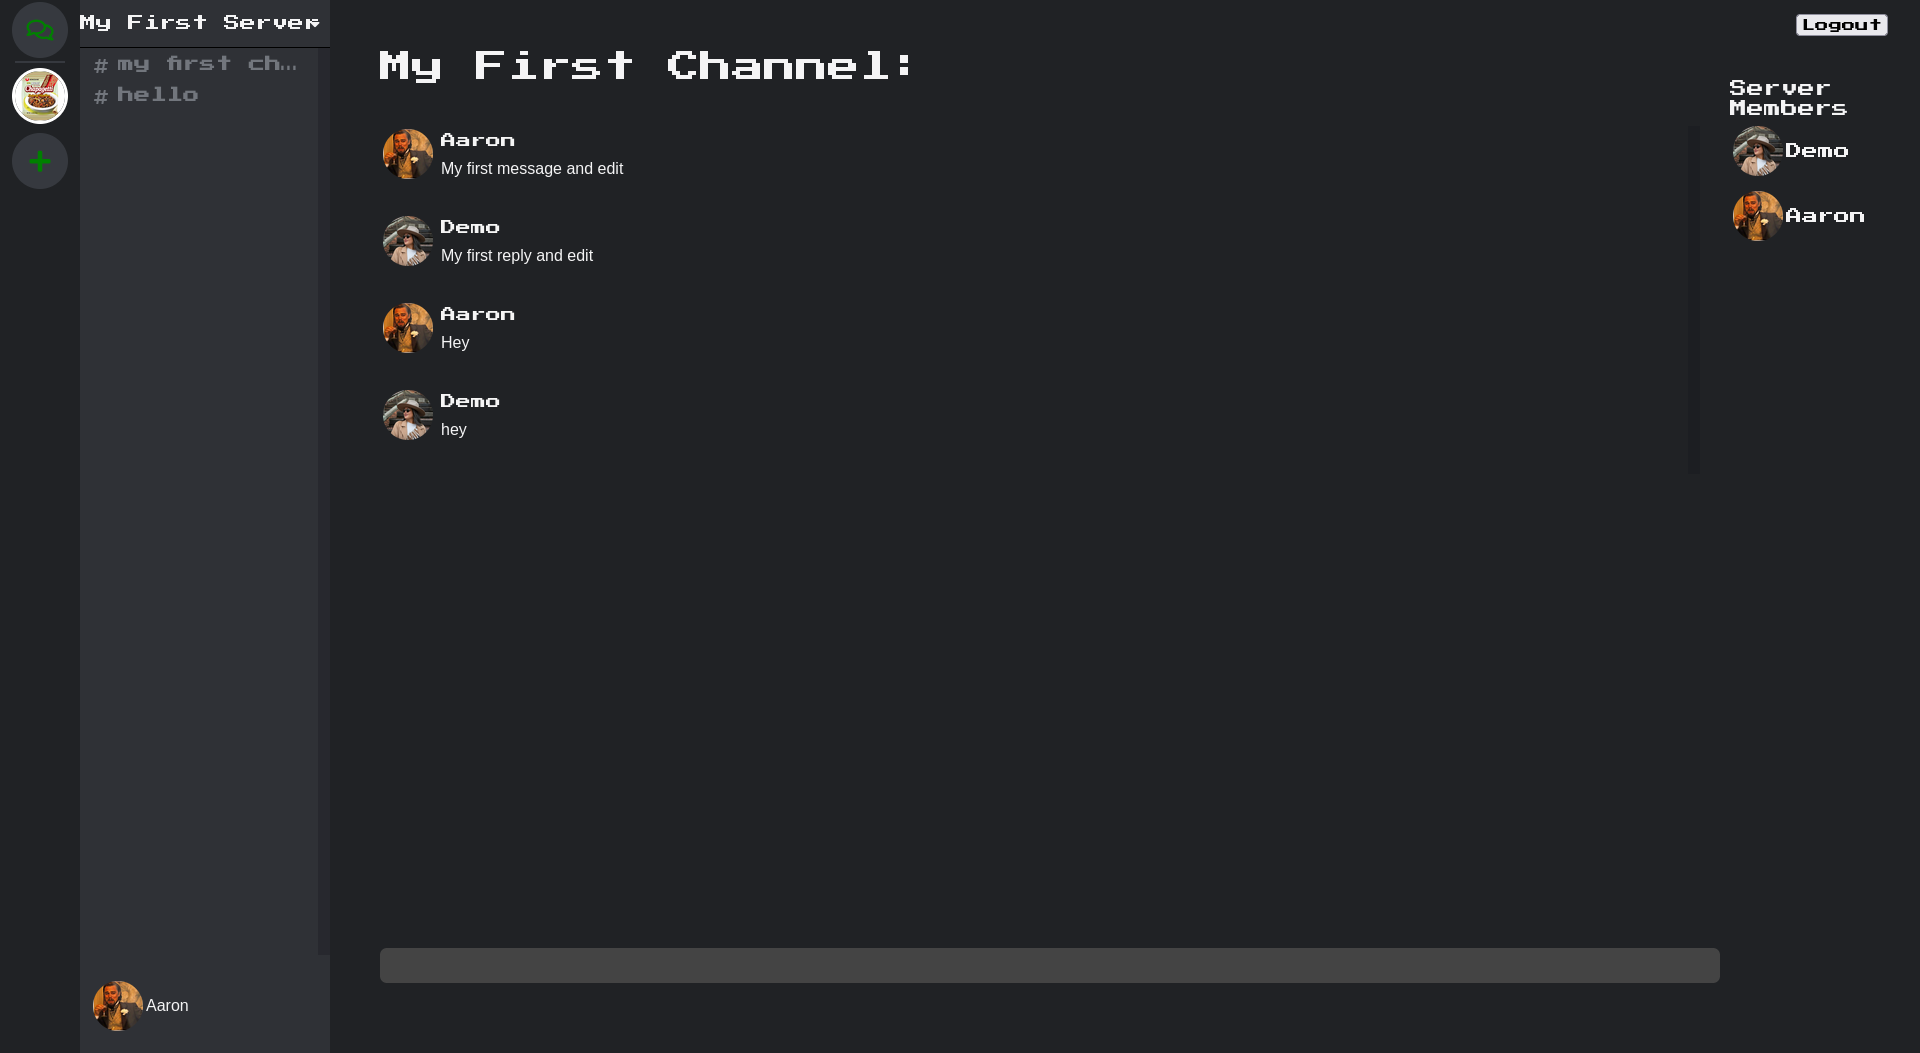 My First Server
# my first ch...
# hello
Aaron
My First Channel:
Aaron
My first message and edit
Demo
My first reply and edit
Aaron
Hey
Demo
hey
Logout
Server
Members
Demo
Aaron